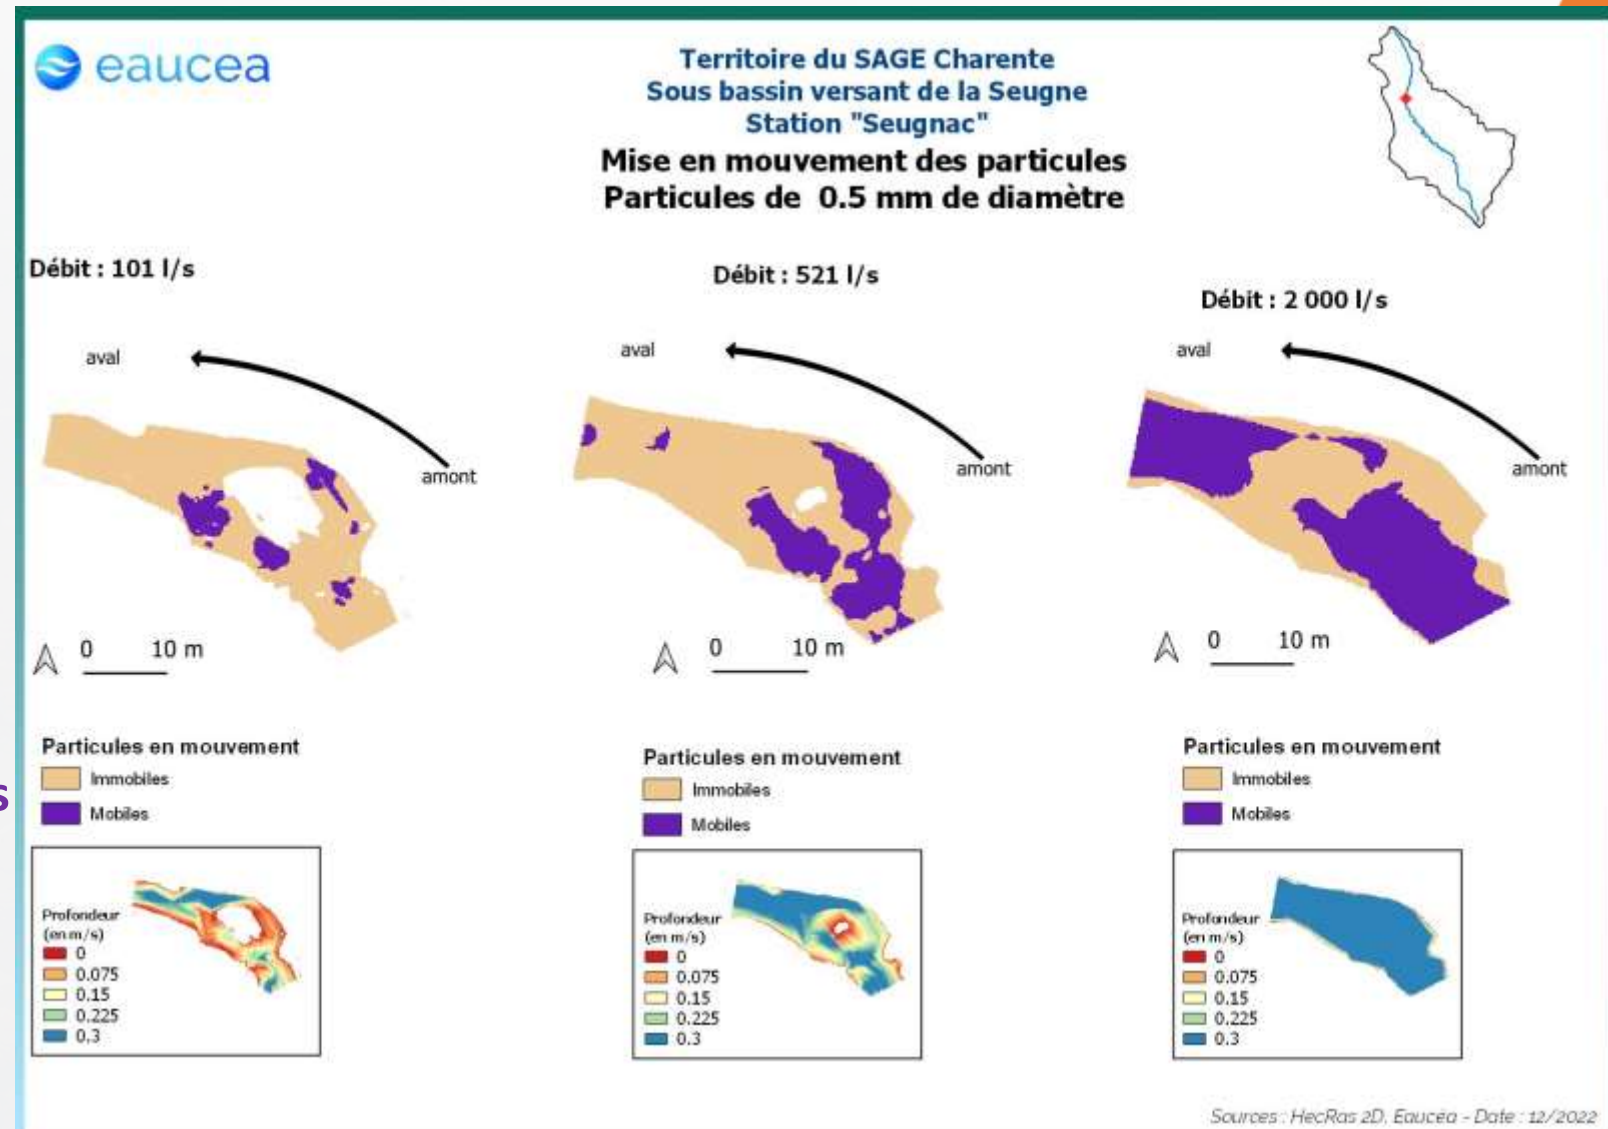 eaucea
Territoire du SAGE Charente
Sous bassin versant de la Seugne
Station "Seugnac"
Mise en mouvement des particules
Particules de 0.5 mm de diamètre
Débit : 101 l/s
aval
amont
0 10 m
Particules en mouvement
Immobiles
Mobiles
Profondeur
(en m/s)
0
0.075
0.15
0.225
0.3
Débit : 521 l/s
aval
amont
0 10 m
Particules en mouvement
Immobiles
Mobiles
Profondeur
(en m/s)
0
0.075
0.15
0.225
0.3
Débit : 2 000 l/s
aval
amont
0 10 m
Particules en mouvement
Immobiles
Mobiles
Profondeur
(en m/s)
0
0.075
0.15
0.225
0.3
s
Sources : HecRas 2D, Eaucéa - Date : 12/2022